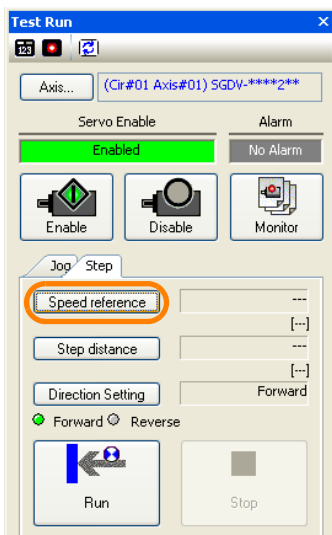 Test Run
123
Axis... (Cir#01 Axis#01) SGDV-****2**
Servo Enable Alarm
Enabled No Alarm
Enable Disable Monitor
Jog Step
Speed reference ---
[---]
Step distance ---
[---]
Direction Setting Forward
Forward Reverse
Run Stop